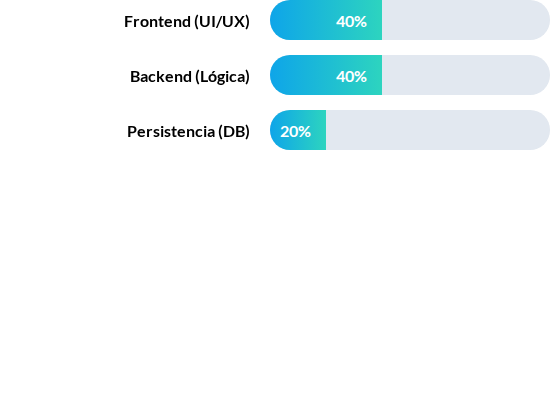 Frontend (UI/UX) 40%
Backend (Lógica) 40%
Persistencia (DB) 20%